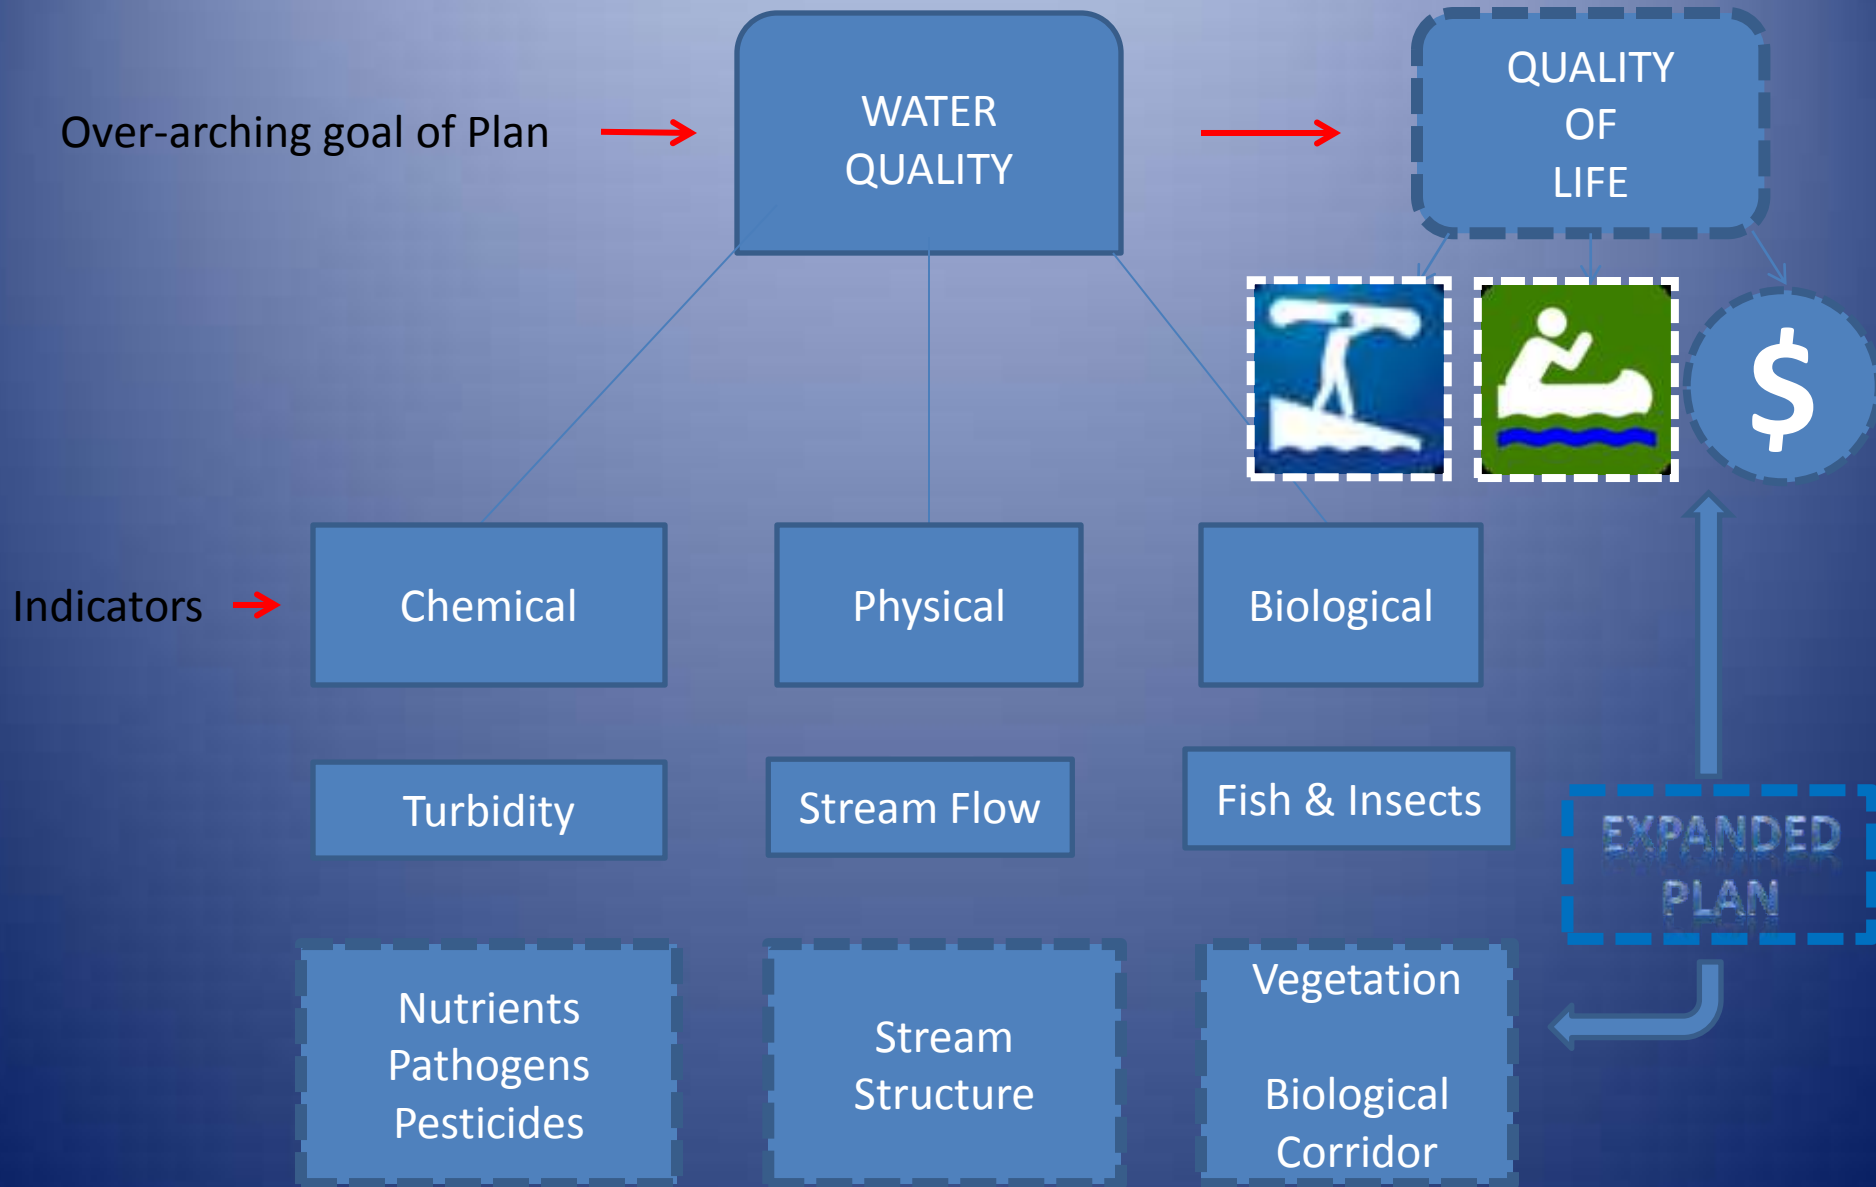 Over-arching goal of Plan
WATER
QUALITY
QUALITY
OF
LIFE
$
Indicators
Chemical
Physical
Biological
Turbidity
Stream Flow
Fish & Insects
EXPANDED
PLAN
Nutrients
Pathogens
Pesticides
Stream
Structure
Vegetation
Biological
Corridor